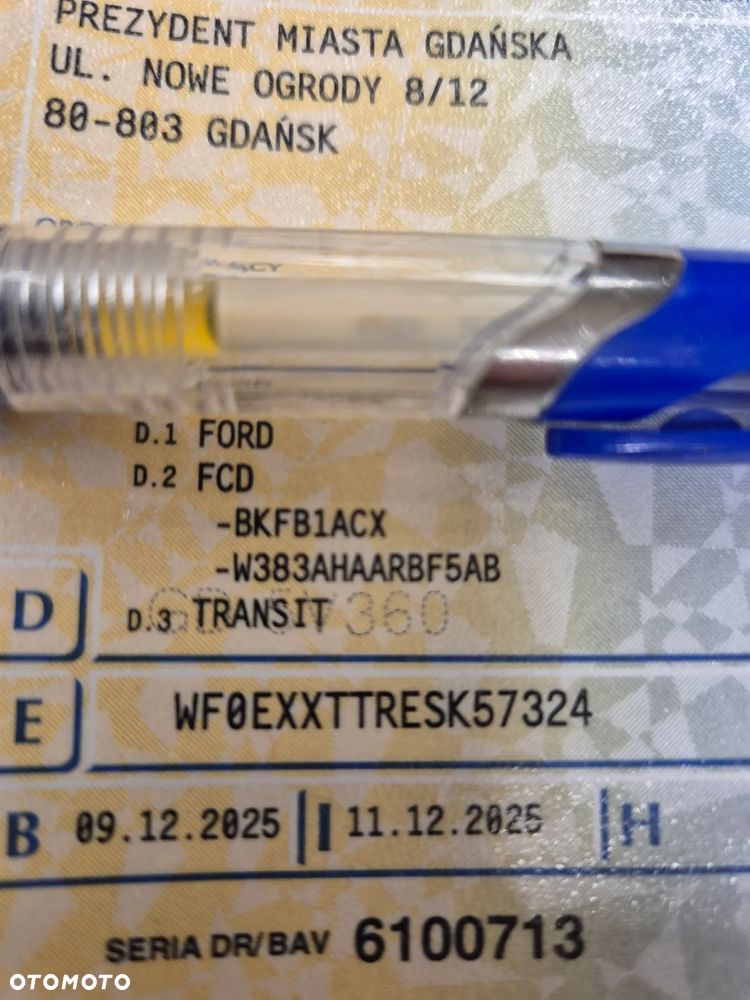 PREZYDENT MIASTA GDAŃSKA
UL. NOWE OGRODY 8/12
80-803 GDAŃSK
D.1 FORD
D.2 FCD
-BKFB1ACX
-W383AHAARBF5AB
D
D.3 TRANSIT
E
WF0EXXTTRESK57324
B 09.12.2025 I 11.12.2025 H
SERIA DR/BAV 6100713
OTOMOTO